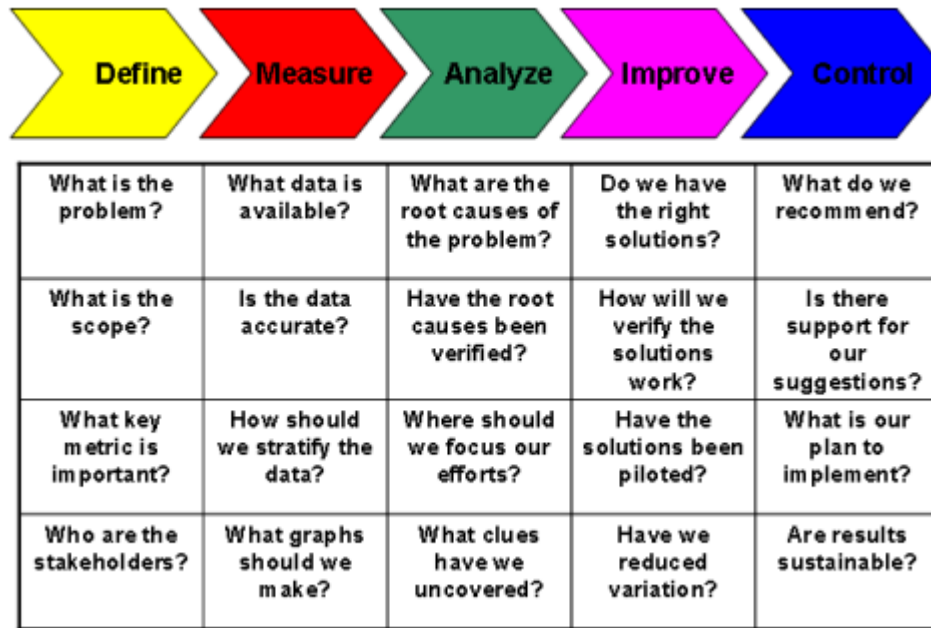 Define
Measure
Analyze
Improve
Control
What is the
problem?
What data is
available?
What are the
root causes of
the problem?
Do we have
the right
solutions?
What do we
recommend?
What is the
scope?
Is the data
accurate?
Have the root
causes been
verified?
How will we
verify the
solutions
work?
Is there
support for
our
suggestions?
What key
metric is
important?
How should
we stratify the
data?
Where should
we focus our
efforts?
Have the
solutions been
piloted?
What is our
plan to
implement?
Who are the
stakeholders?
What graphs
should we
make?
What clues
have we
uncovered?
Have we
reduced
variation?
Are results
sustainable?